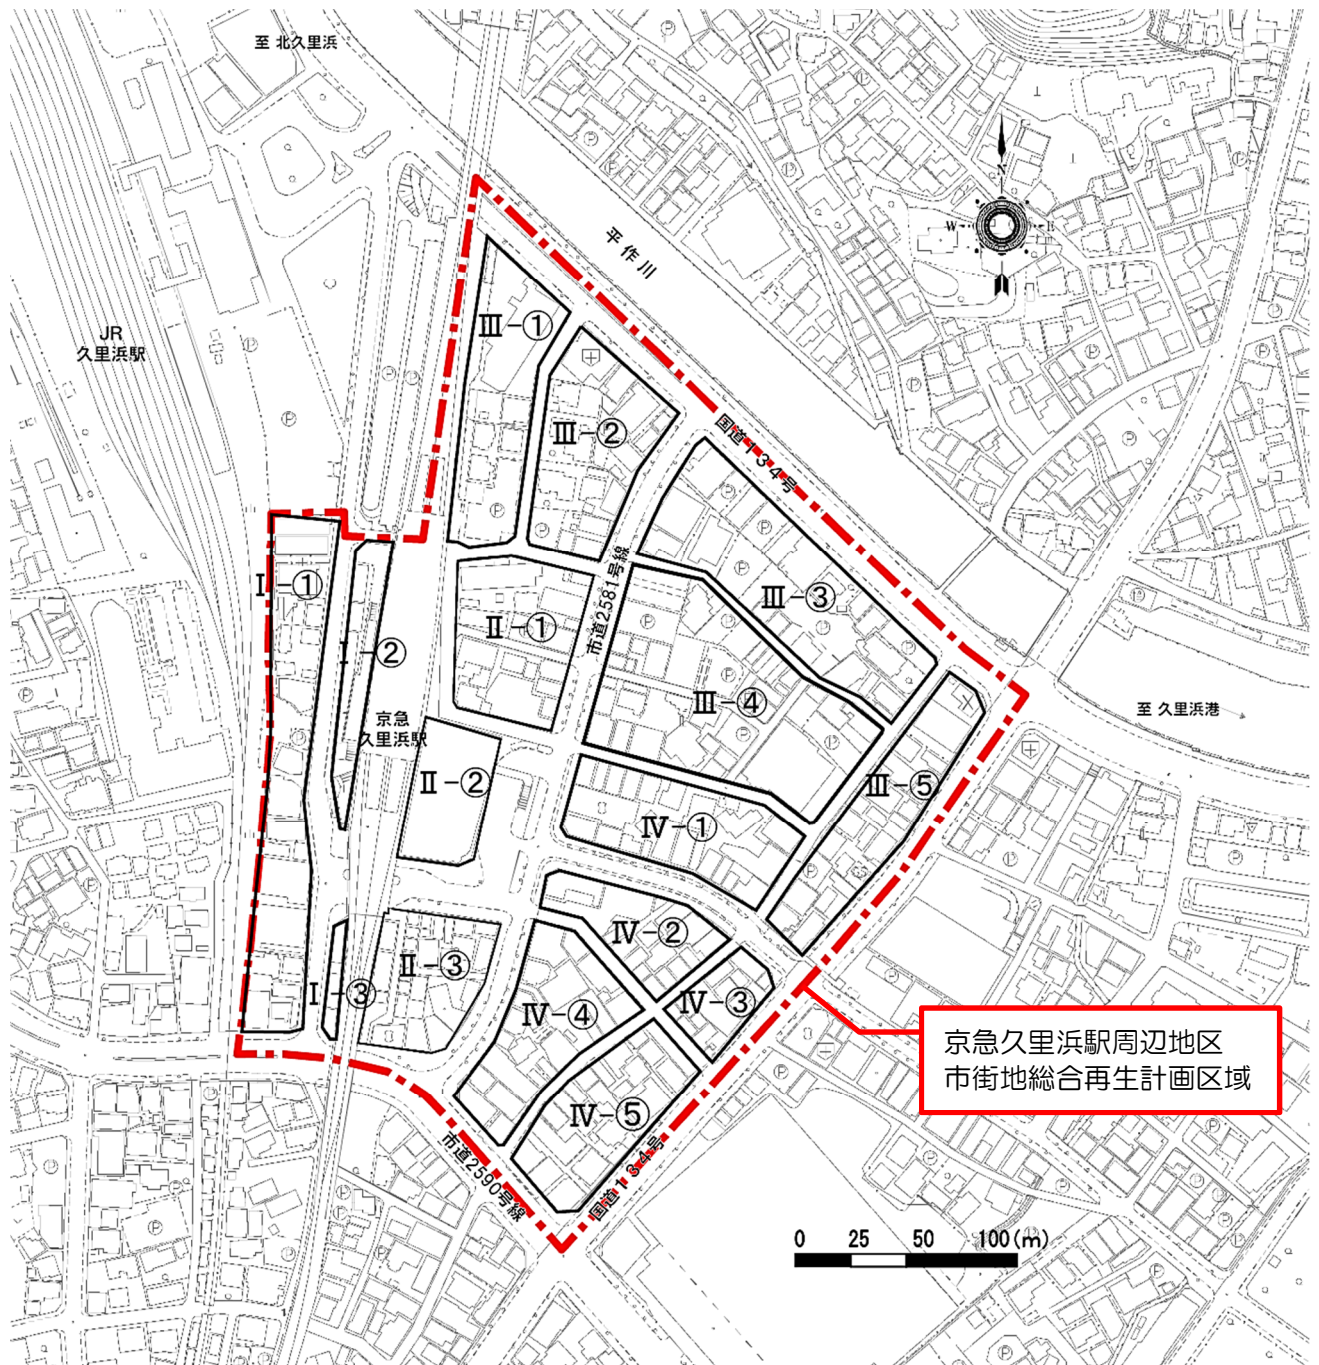 至 北久里浜
平作川
N
W
E
JR
久里浜駅
Ⅲ-①
Ⅲ-②
国道134号
市道2581号線
Ⅰ-①
Ⅲ-③
Ⅱ-①
Ⅰ-②
Ⅲ-④
至 久里浜港
京急
久里浜駅
Ⅱ-②
Ⅲ-⑤
Ⅳ-①
Ⅳ-②
Ⅱ-③
Ⅰ-③
Ⅳ-③
Ⅳ-④
京急久里浜駅周辺地区
市街地総合再生計画区域
Ⅳ-⑤
市道2590号線
国道134号
0 25 50 100(m)